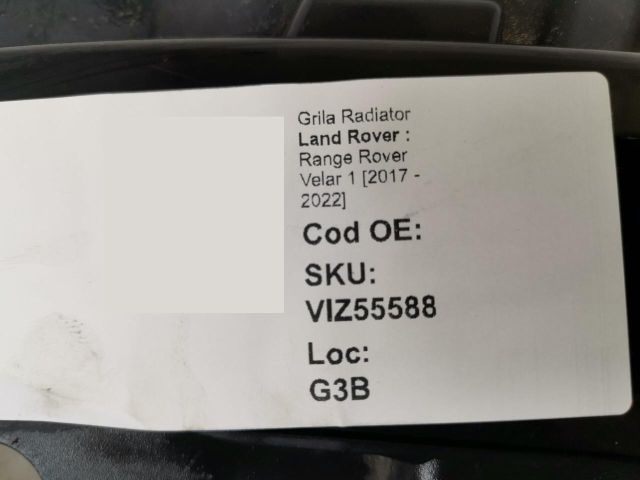 Grila Radiator
Land Rover :
Range Rover
Velar 1 [2017 -
2022]
Cod OE:
SKU:
VIZ55588
Loc:
G3B